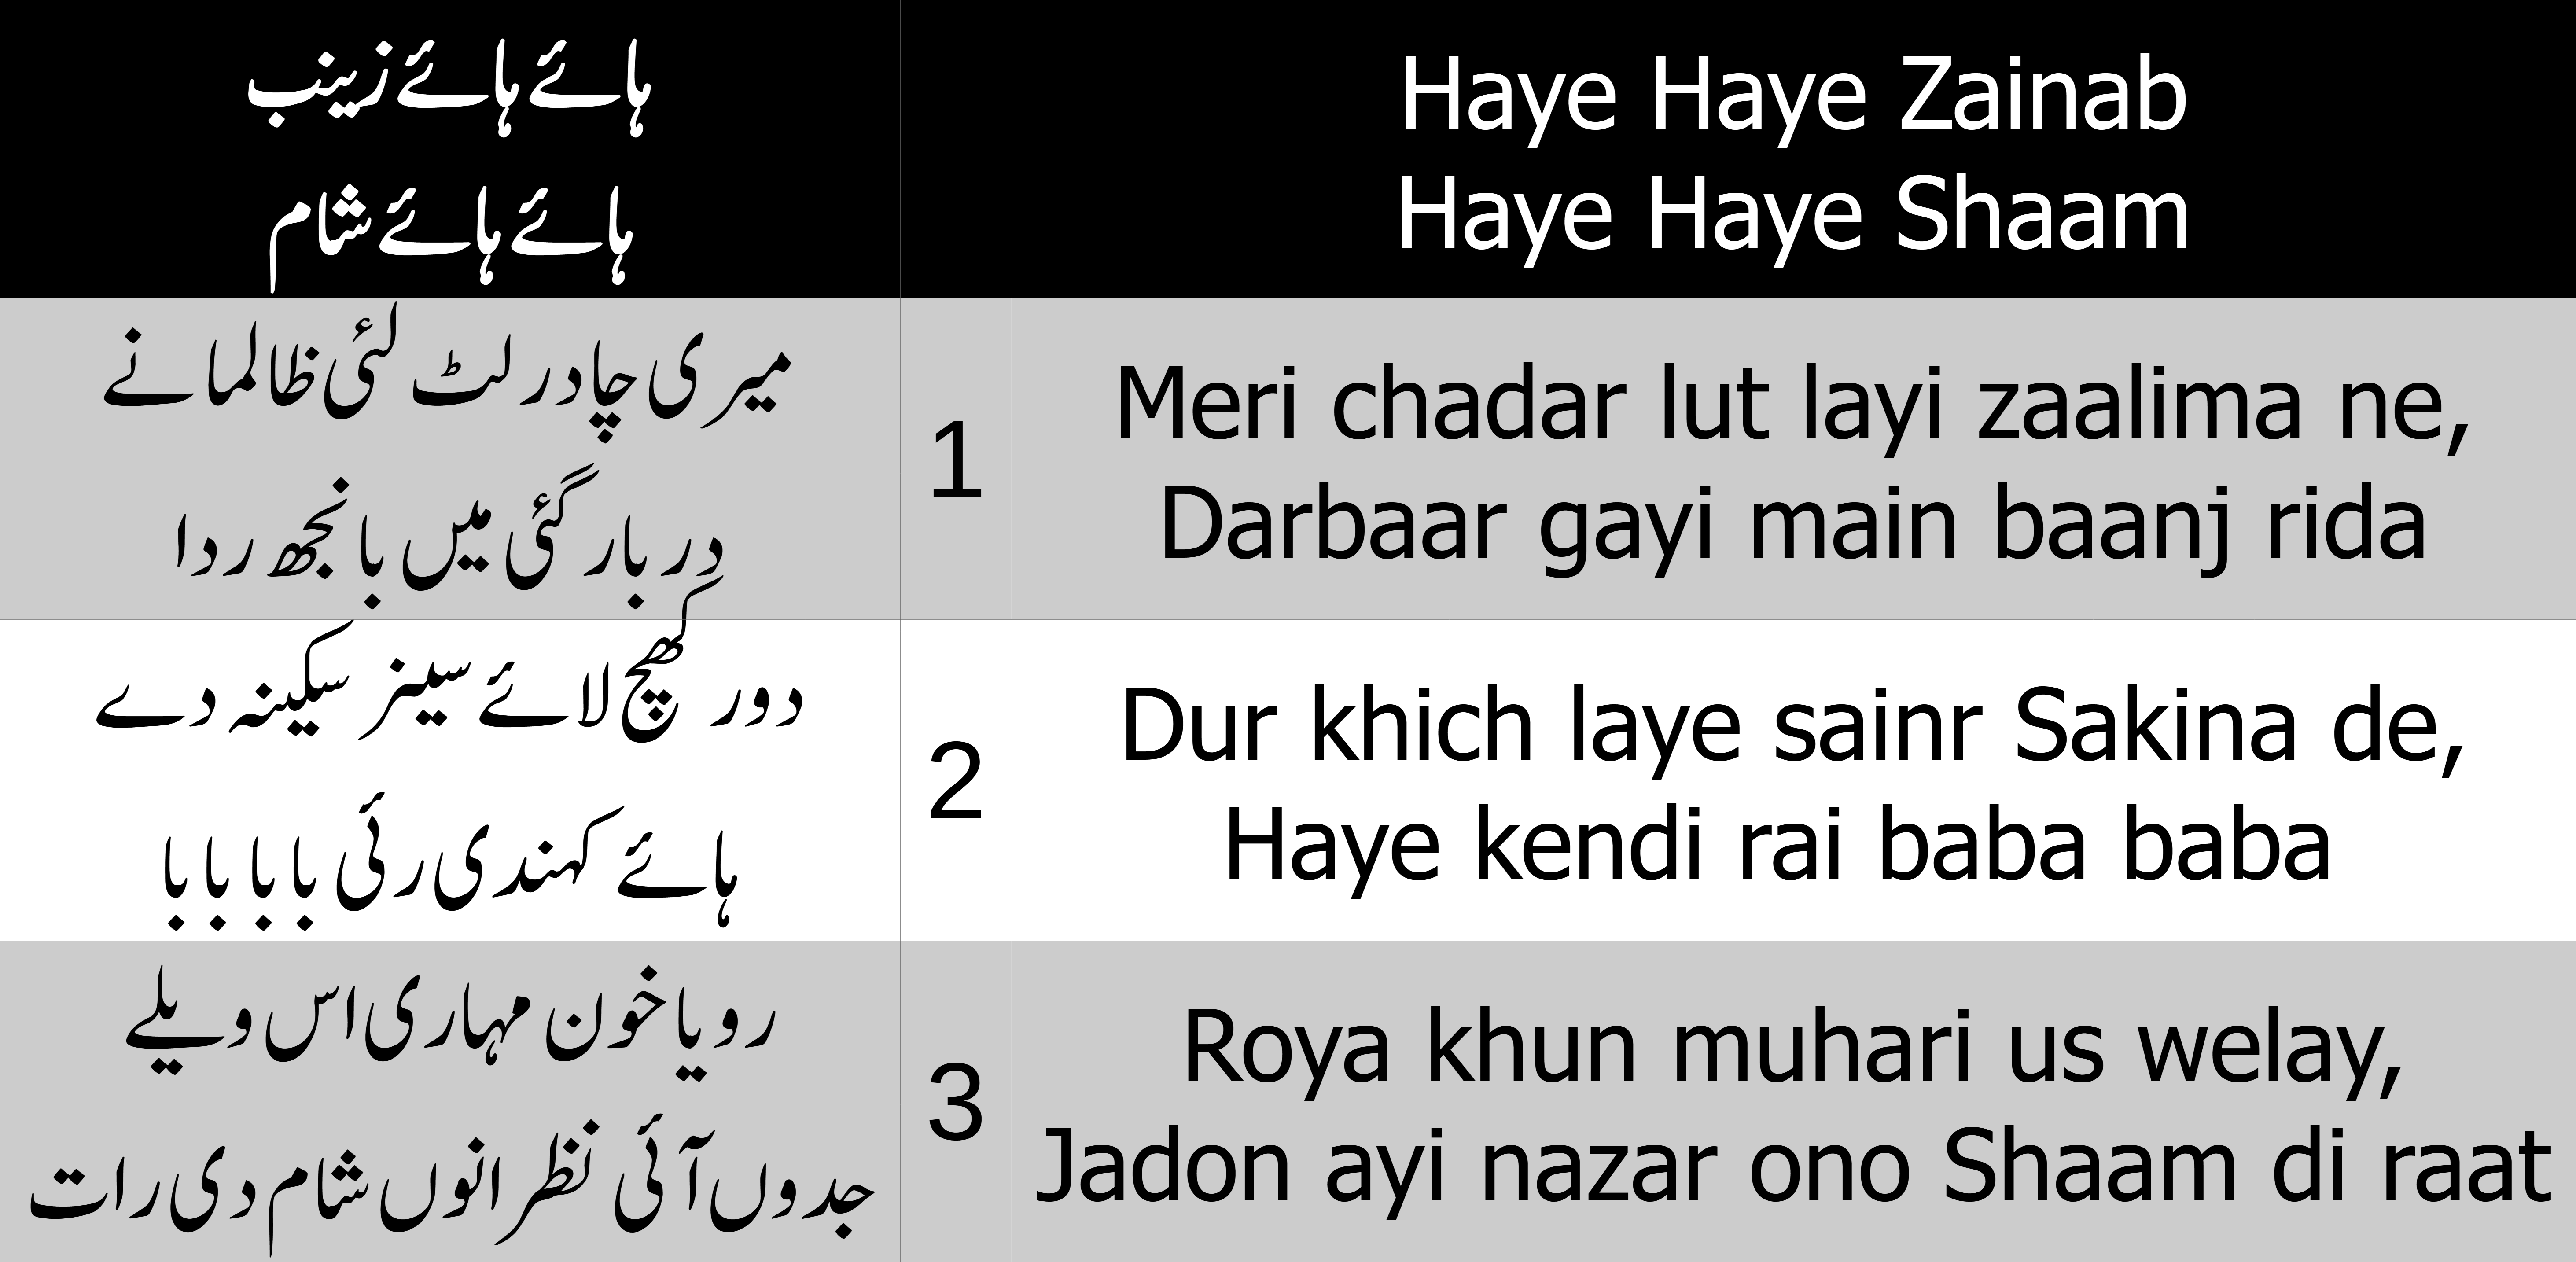 ہائے ہائے زینب
ہائے ہائے شام
Haye Haye Zainab
Haye Haye Shaam
میری چادر لٹ لئی ظالما نے
دربار گئی میں بانجھ ردا
1
Meri chadar lut layi zaalima ne,
Darbaar gayi main baanj rida
دور کھچ لائے سینر سکینہ دے
ہائے کہندی رئی بابا بابا
2
Dur khich laye sainr Sakina de,
Haye kendi rai baba baba
رویا خون مہاری اس ویلے
جدوں آئی نظر انوں شام دی رات
3
Roya khun muhari us welay,
Jadon ayi nazar ono Shaam di raat